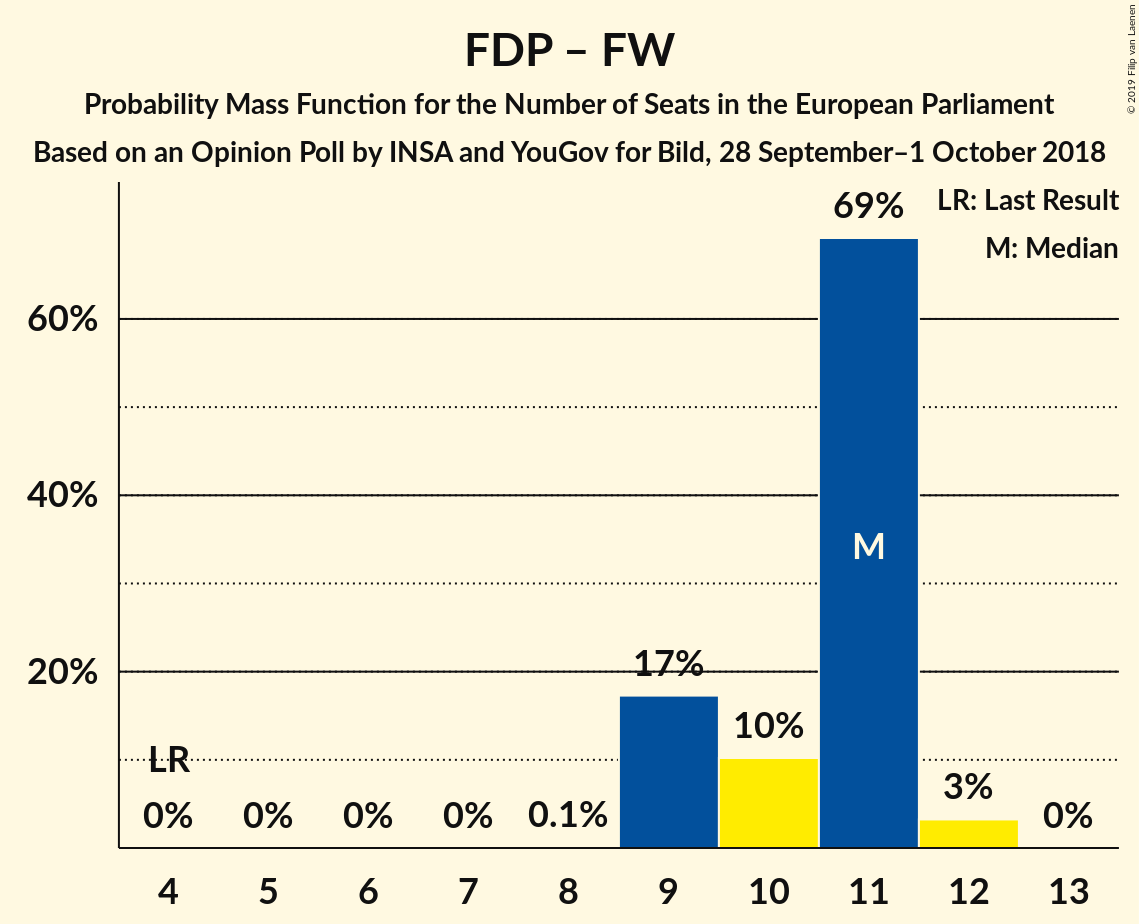 FDP – FW
Probability Mass Function for the Number of Seats in the European Parliament
Based on an Opinion Poll by INSA and YouGov for Bild, 28 September–1 October 2018
© 2019 Filip van Laenen
LR: Last Result
M: Median
60%
40%
20%
LR
0%
0%
0%
0%
0.1%
17%
10%
69%
M
3%
0%
4 5 6 7 8 9 10 11 12 13